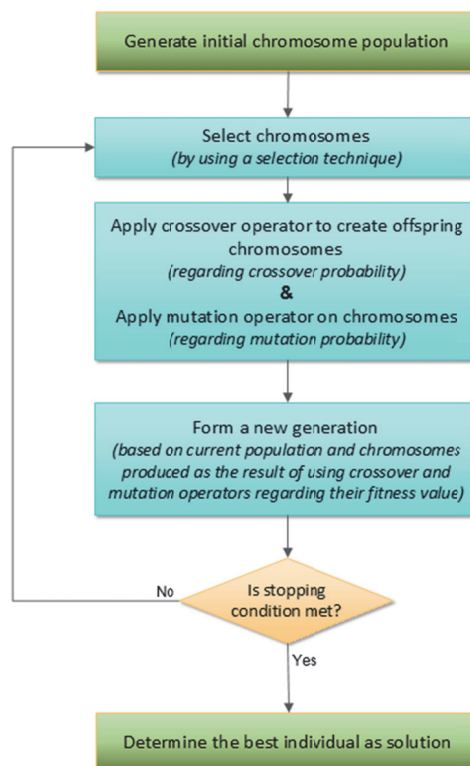 Generate initial chromosome population
Select chromosomes
(by using a selection technique)
Apply crossover operator to create offspring
chromosomes
(regarding crossover probability)
&
Apply mutation operator on chromosomes
(regarding mutation probability)
Form a new generation
(based on current population and chromosomes
produced as the result of using crossover and
mutation operators regarding their fitness value)
Is stopping
condition met?
No
Yes
Determine the best individual as solution